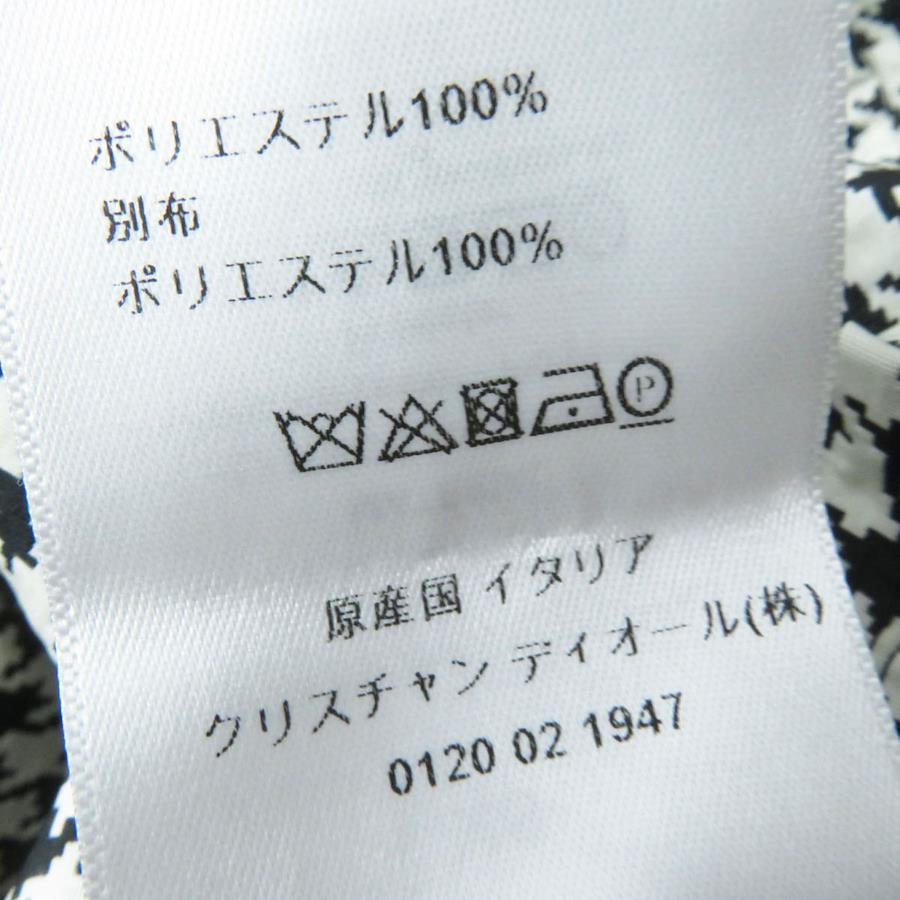 ポリエステル100%
別布
ポリエステル100%
P
原産国 イタリア
クリスチャン ディオール(株)
0120 02 1947